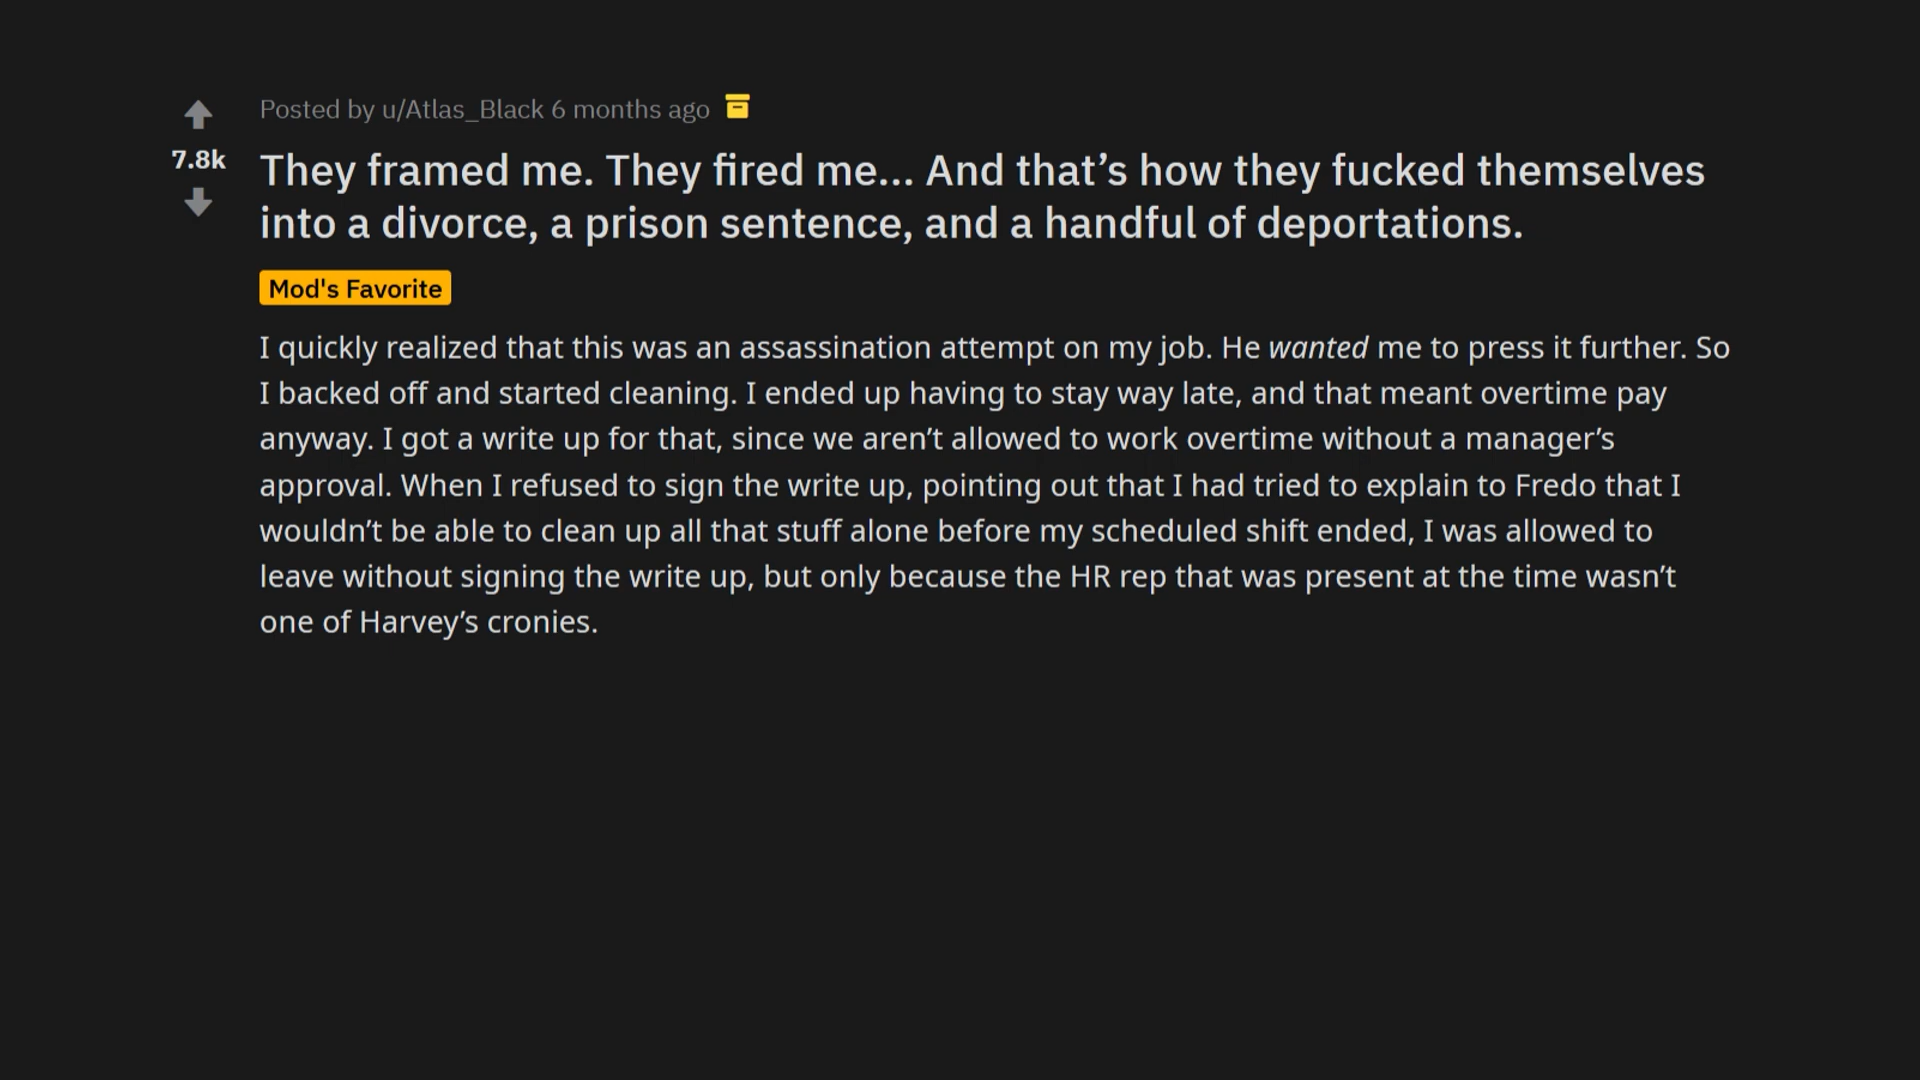 Posted by u/Atlas_Black 6 months ago
7.8k
They framed me. They fired me... And that’s how they fucked themselves
into a divorce, a prison sentence, and a handful of deportations.
Mod's Favorite
I quickly realized that this was an assassination attempt on my job. He wanted me to press it further. So
I backed off and started cleaning. I ended up having to stay way late, and that meant overtime pay
anyway. I got a write up for that, since we aren’t allowed to work overtime without a manager’s
approval. When I refused to sign the write up, pointing out that I had tried to explain to Fredo that I
wouldn’t be able to clean up all that stuff alone before my scheduled shift ended, I was allowed to
leave without signing the write up, but only because the HR rep that was present at the time wasn’t
one of Harvey’s cronies.